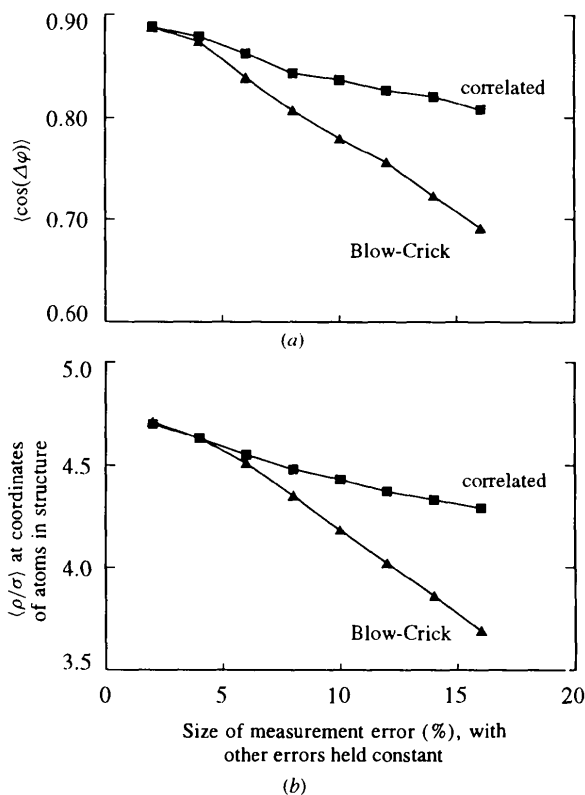 0.90
0.80
0.70
0.60
⟨cos(Δφ)⟩
correlated
Blow-Crick
(a)
5.0
4.5
4.0
3.5
⟨ρ/σ⟩ at coordinates
of atoms in structure
correlated
Blow-Crick
0 5 10 15 20
Size of measurement error (%), with
other errors held constant
(b)